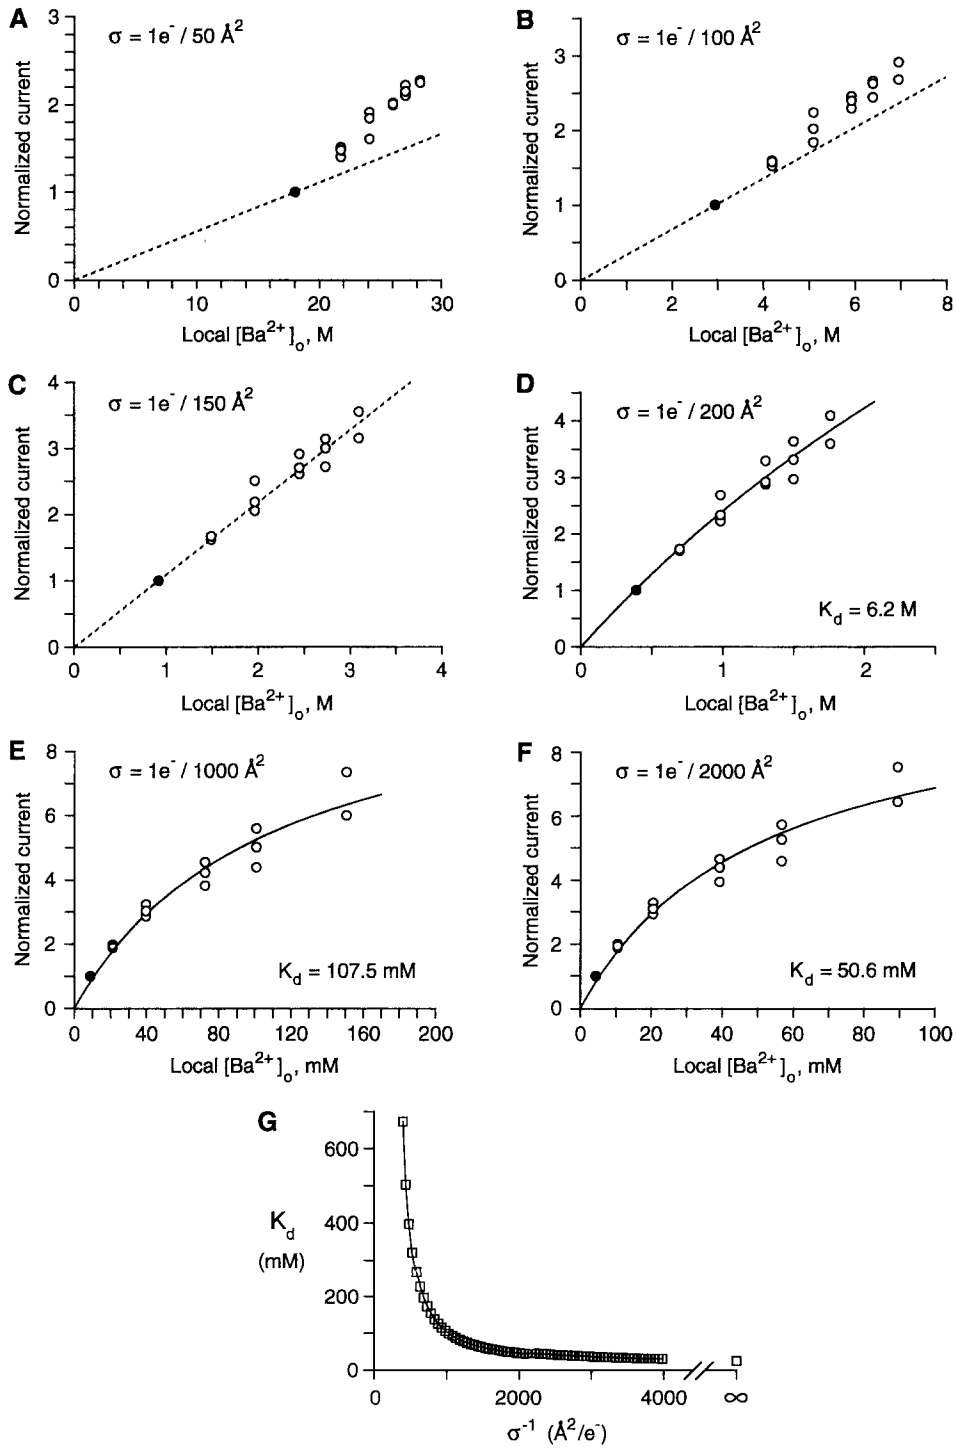 A
σ = 1e⁻ / 50 Å²
Normalized current
3
2
1
0
0 10 20 30
Local [Ba²⁺]ₒ, M
B
σ = 1e⁻ / 100 Å²
Normalized current
3
2
1
0
0 2 4 6 8
Local [Ba²⁺]ₒ, M
C
σ = 1e⁻ / 150 Å²
Normalized current
4
3
2
1
0
0 1 2 3 4
Local [Ba²⁺]ₒ, M
D
σ = 1e⁻ / 200 Å²
Normalized current
4
3
2
1
0
K_d = 6.2 M
0 1 2
Local [Ba²⁺]ₒ, M
E
σ = 1e⁻ / 1000 Å²
Normalized current
8
6
4
2
0
K_d = 107.5 mM
0 40 80 120 160 200
Local [Ba²⁺]ₒ, mM
F
σ = 1e⁻ / 2000 Å²
Normalized current
8
6
4
2
0
K_d = 50.6 mM
0 20 40 60 80 100
Local [Ba²⁺]ₒ, mM
G
K_d
(mM)
600
400
200
0
0 2000 4000 ∞
σ⁻¹ (Å²/e⁻)